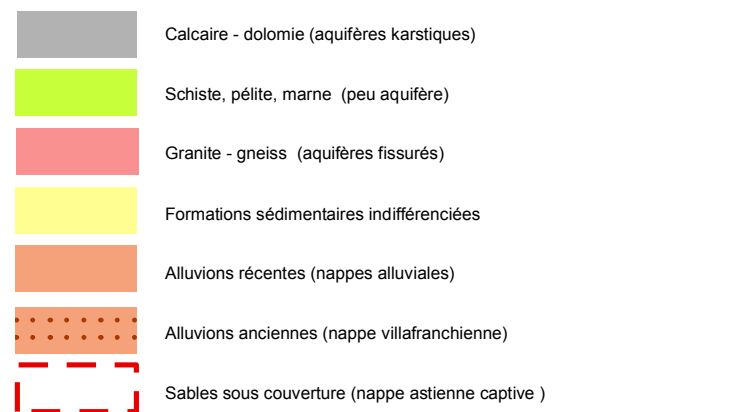 Calcaire - dolomie (aquifères karstiques)
Schiste, pélite, marne (peu aquifère)
Granite - gneiss (aquifères fissurés)
Formations sédimentaires indifférenciées
Alluvions récentes (nappes alluviales)
Alluvions anciennes (nappe villafranchienne)
Sables sous couverture (nappe astienne captive )